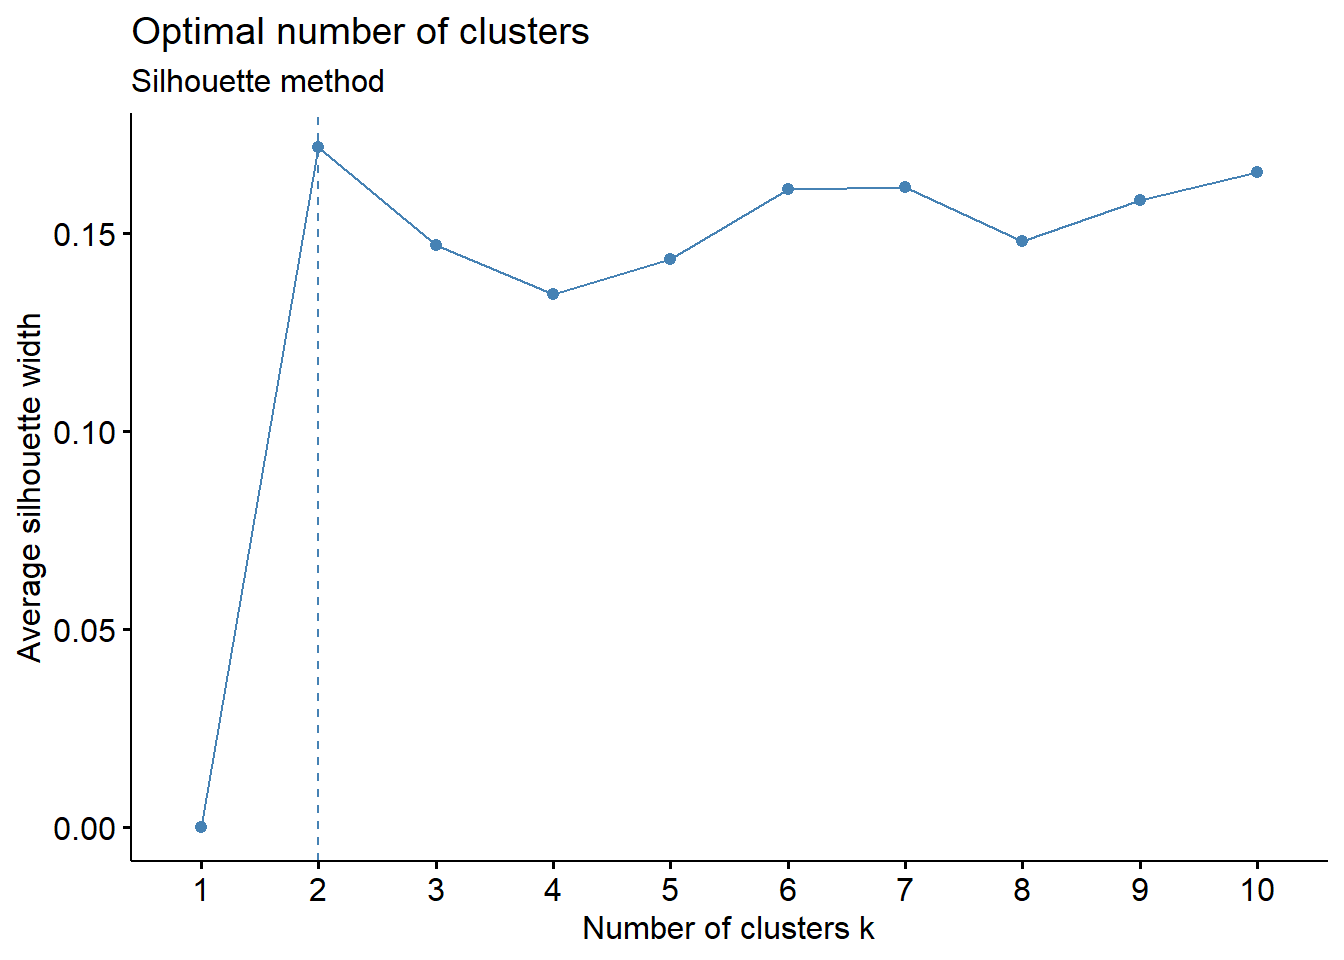 Optimal number of clusters
Silhouette method
Average silhouette width
0.15
0.10
0.05
0.00
1 2 3 4 5 6 7 8 9 10
Number of clusters k